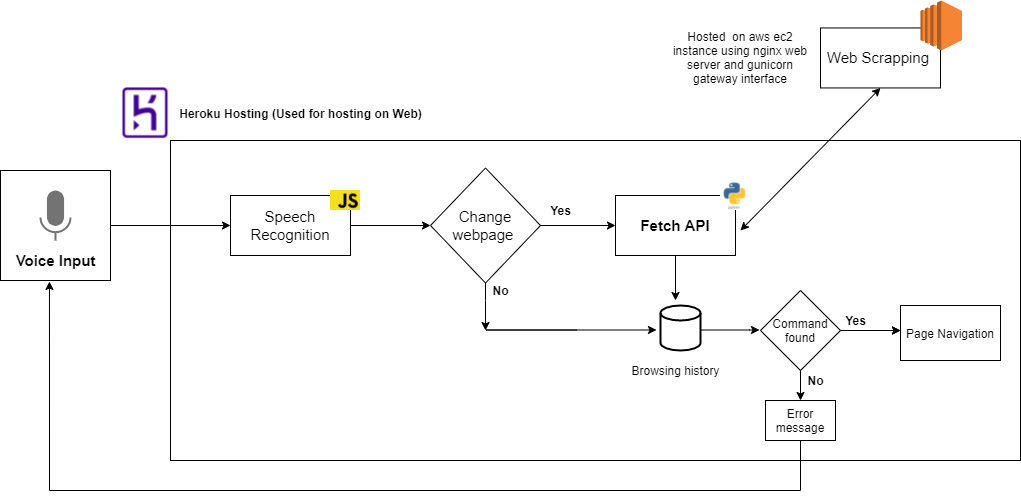 Hosted on aws ec2
instance using nginx web
server and gunicorn
gateway interface
Web Scrapping
Heroku Hosting (Used for hosting on Web)
Voice Input
JS
Speech
Recognition
Change
webpage
Yes
Fetch API
No
Browsing history
Command
found
Yes
Page Navigation
No
Error
message